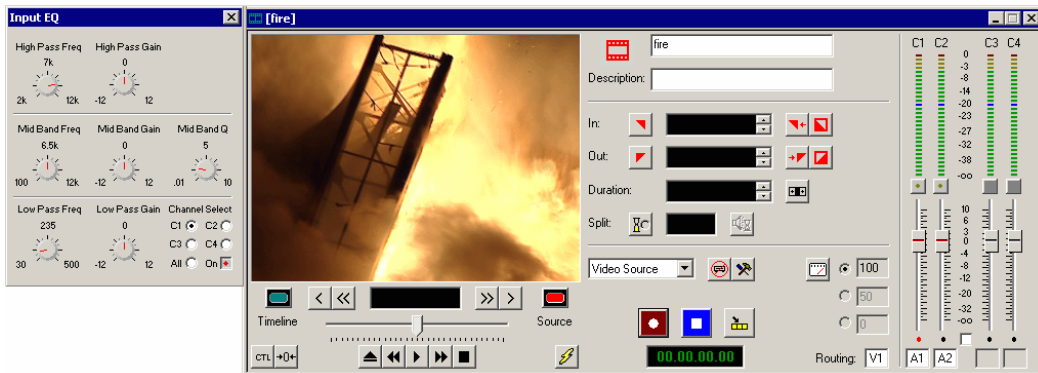 Input EQ
High Pass Freq High Pass Gain
7k 0
2k 12k -12 12
Mid Band Freq Mid Band Gain Mid Band Q
6.5k 0 5
100 12k -12 12 .01 10
Low Pass Freq Low Pass Gain Channel Select
235 0 C1 C2
C3 C4
30 500 -12 12 All On
[fire]
fire
Description:
In:
Out:
Duration:
Split:
Video Source
100
50
0
Timeline
Source
CTL →0←
00.00.00.00
Routing: V1
C1 C2 C3 C4
0
-3
-8
-14
-20
-23
-27
-32
-38
-oo
10
6
3
0
-4
-8
-12
-20
-32
-oo
A1 A2